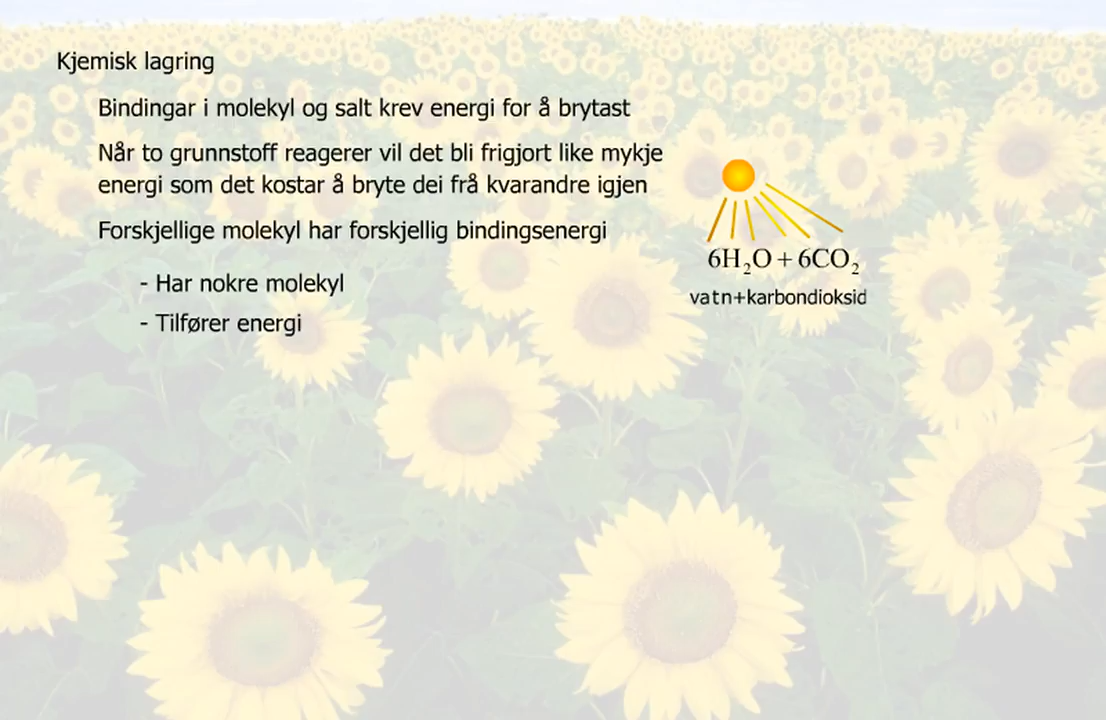 Kjemisk lagring
Bindingar i molekyl og salt krev energi for å brytast
Når to grunnstoff reagerer vil det bli frigjort like mykje
energi som det kostar å bryte dei frå kvarandre igjen
Forskjellige molekyl har forskjellig bindingsenergi
- Har nokre molekyl
- Tilfører energi
6H₂O + 6CO₂
vatn+karbondioksid